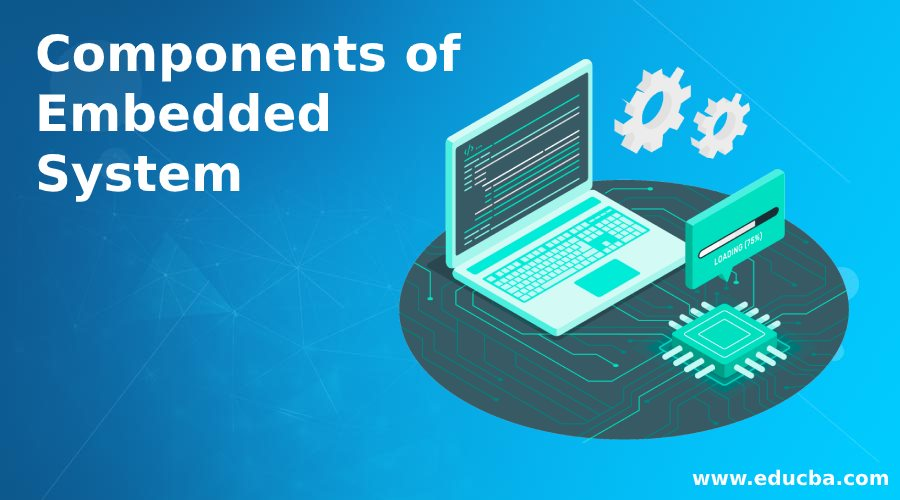 Components of
Embedded
System
</>
LOADING (75%)
www.educba.com